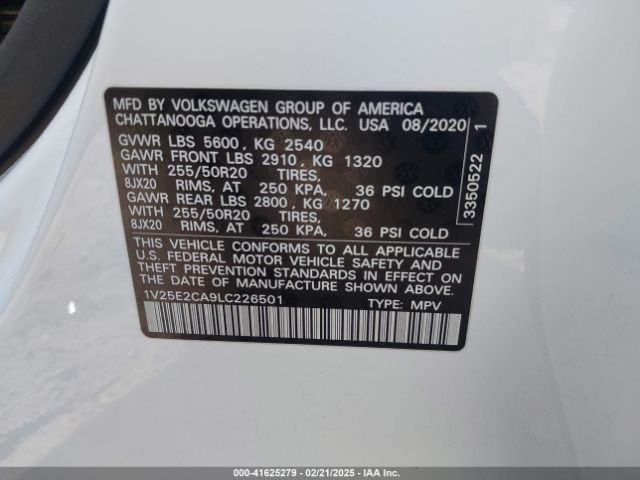 MFD BY VOLKSWAGEN GROUP OF AMERICA
CHATTANOOGA OPERATIONS, LLC. USA 08/2020
GVWR LBS 5600, KG 2540
GAWR FRONT LBS 2910, KG 1320
WITH 255/50R20 TIRES,
8JX20 RIMS, AT 250 KPA, 36 PSI COLD
GAWR REAR LBS 2800, KG 1270
WITH 255/50R20 TIRES,
8JX20 RIMS, AT 250 KPA, 36 PSI COLD
THIS VEHICLE CONFORMS TO ALL APPLICABLE
U.S. FEDERAL MOTOR VEHICLE SAFETY AND
THEFT PREVENTION STANDARDS IN EFFECT ON
THE DATE OF MANUFACTURE SHOWN ABOVE.
1V25E2CA9LC226501 TYPE: MPV
3350522 1
000-41625279 - 02/21/2025 - IAA Inc.